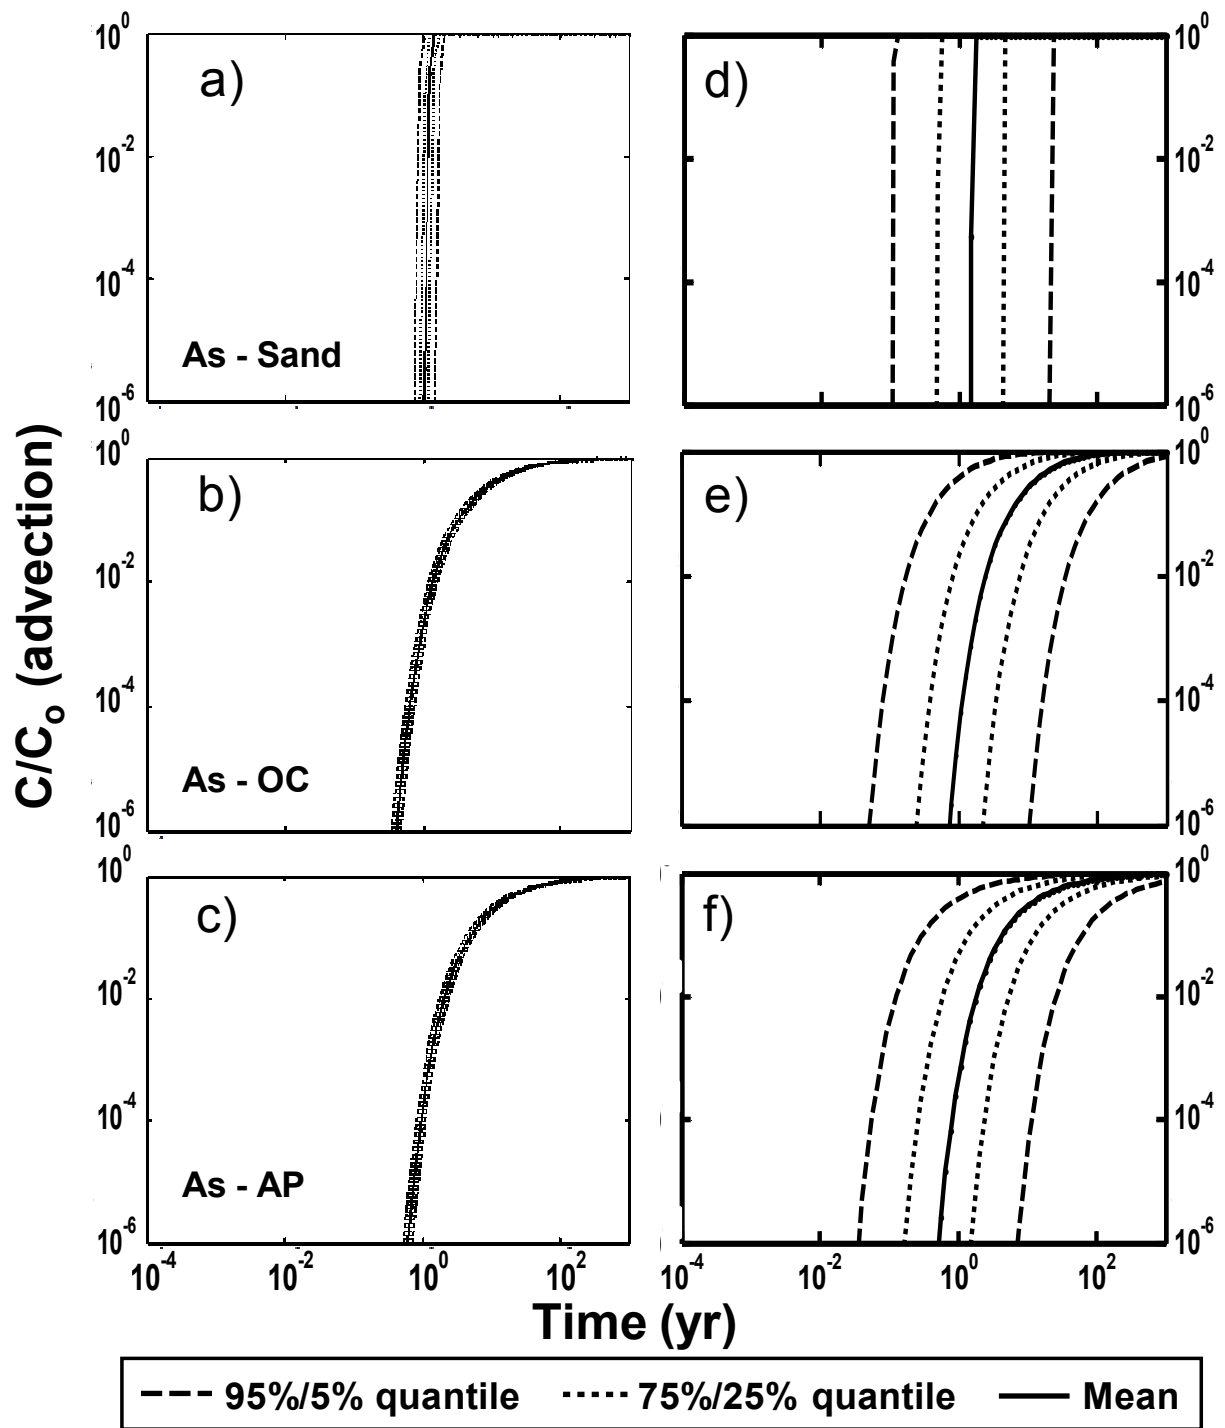 a)
10^0
10^-2
10^-4
10^-6
As - Sand
d)
10^0
10^-2
10^-4
10^-6
b)
10^0
10^-2
10^-4
10^-6
As - OC
e)
10^0
10^-2
10^-4
10^-6
c)
10^0
10^-2
10^-4
10^-6
As - AP
f)
10^0
10^-2
10^-4
10^-6
C/C_o (advection)
10^-4 10^-2 10^0 10^2
10^-4 10^-2 10^0 10^2
Time (yr)
95%/5% quantile 75%/25% quantile Mean